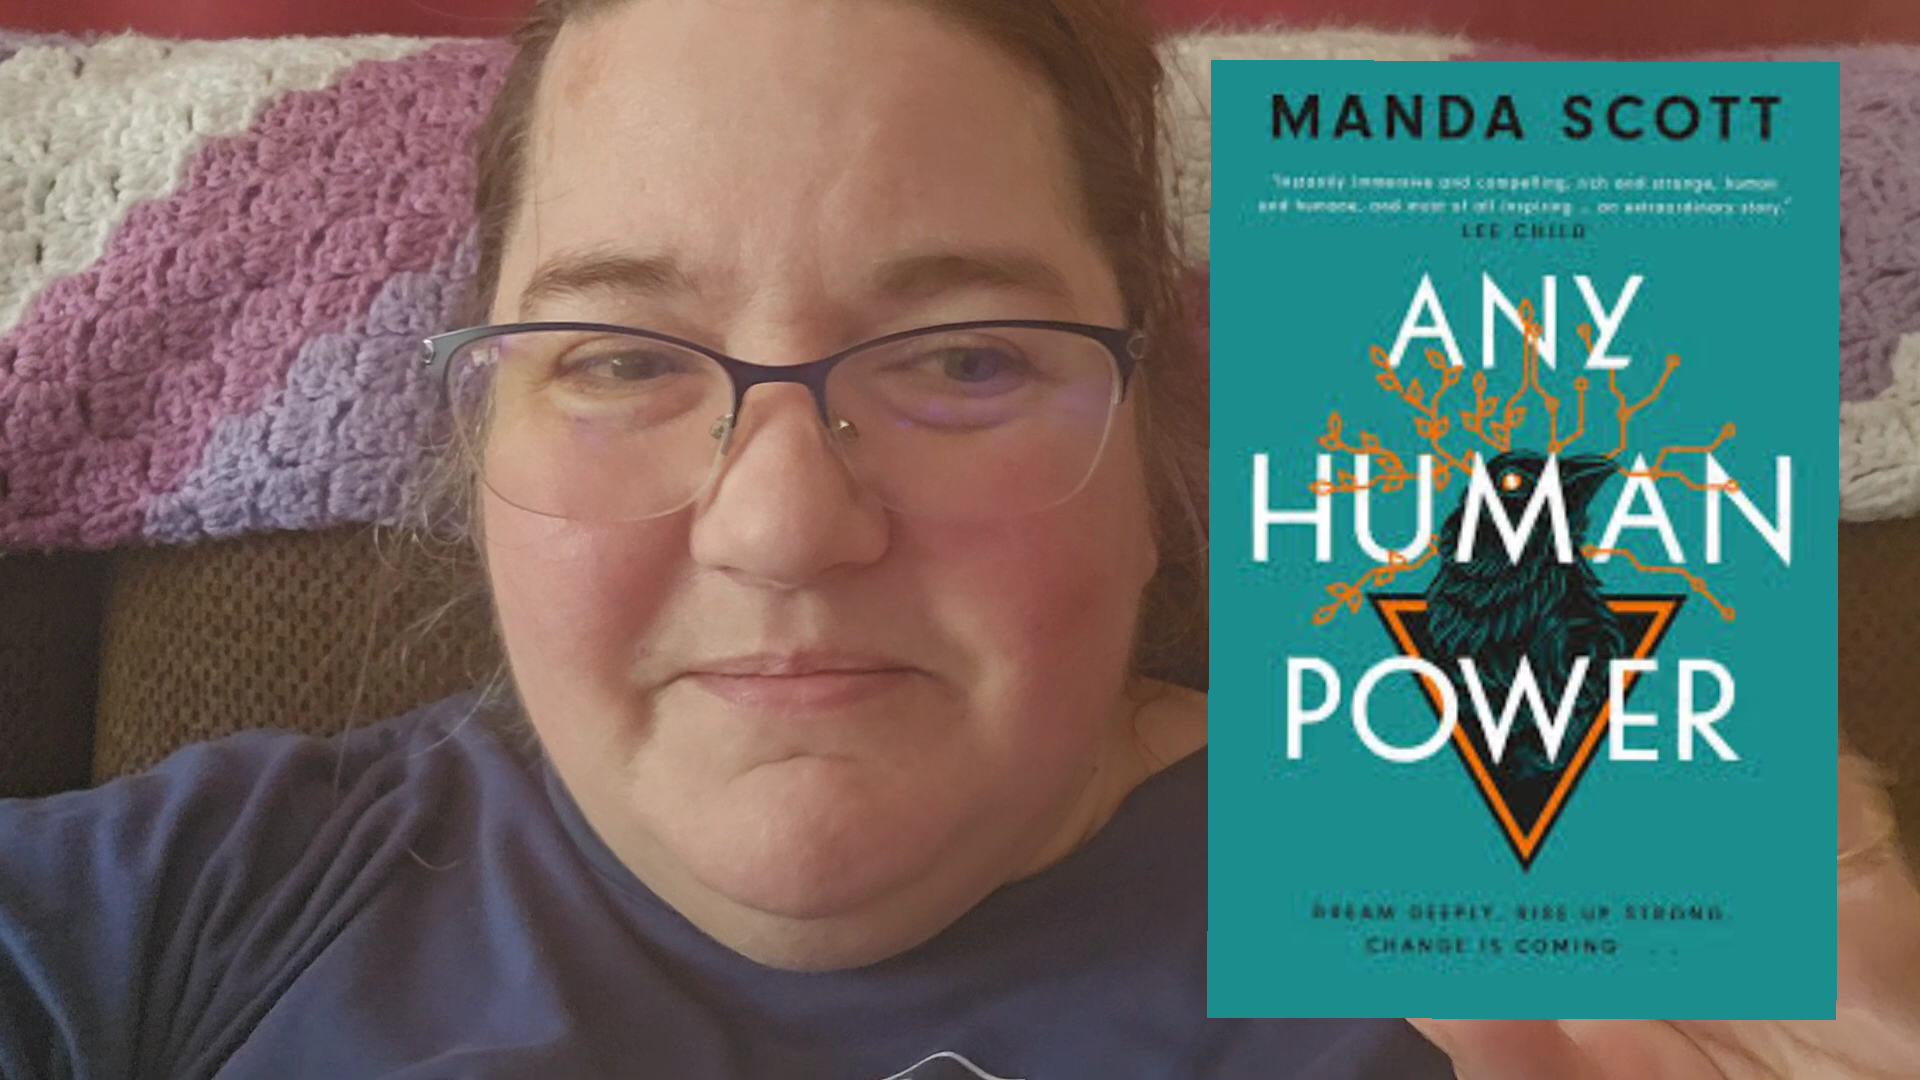 MANDA SCOTT
"Instantly immersive and compelling, rich and strange, human
and humane, and most of all inspiring ... an extraordinary story."
LEE CHILD
ANY
HUMAN
POWER
DREAM DEEPLY. RISE UP STRONG.
CHANGE IS COMING . . .